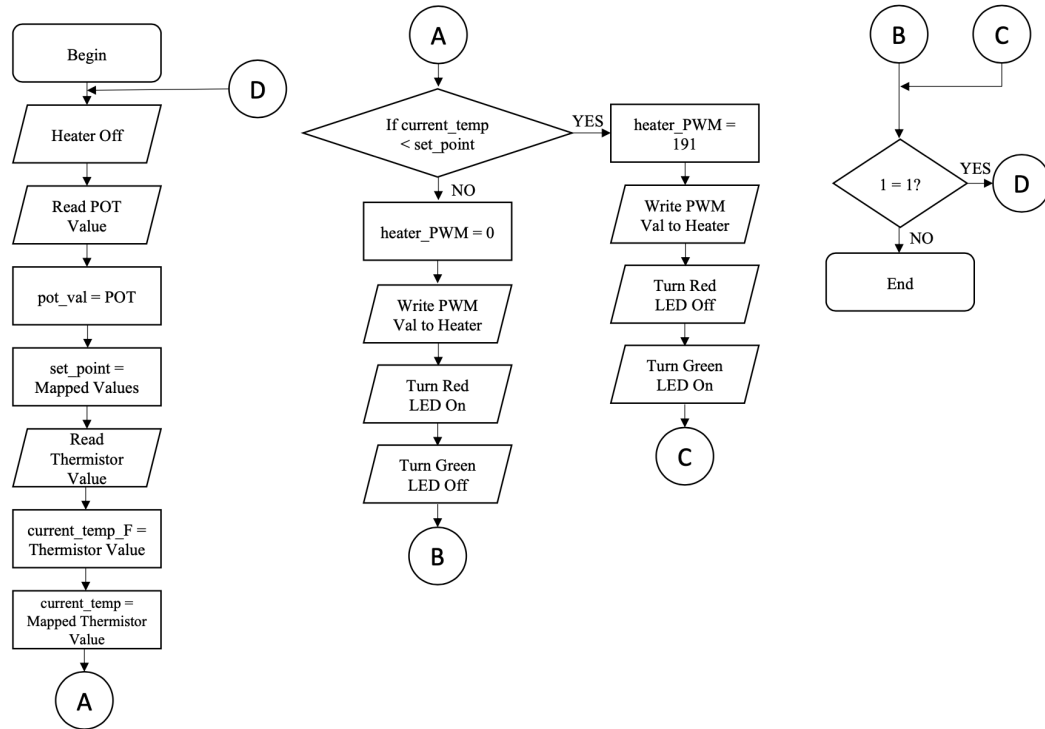 Begin
D
Heater Off
Read POT
Value
pot_val = POT
set_point =
Mapped Values
Read
Thermistor
Value
current_temp_F =
Thermistor Value
current_temp =
Mapped Thermistor
Value
A
A
If current_temp
< set_point
YES
NO
heater_PWM = 0
Write PWM
Val to Heater
Turn Red
LED On
Turn Green
LED Off
B
heater_PWM =
191
Write PWM
Val to Heater
Turn Red
LED Off
Turn Green
LED On
C
B
C
1 = 1?
YES
D
NO
End